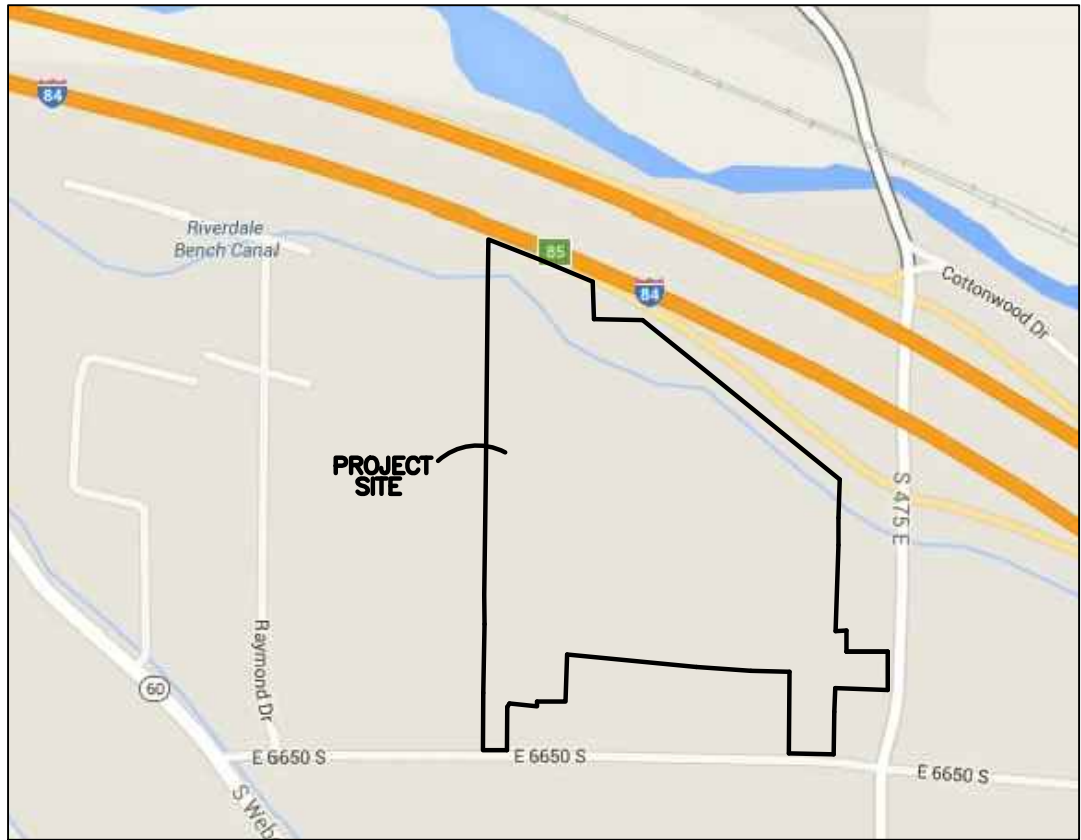 84
Riverdale
Bench Canal
85
84
Cottonwood Dr
PROJECT
SITE
S 475 E
Raymond Dr
60
E 6650 S
E 6650 S
E 6650 S
S Web